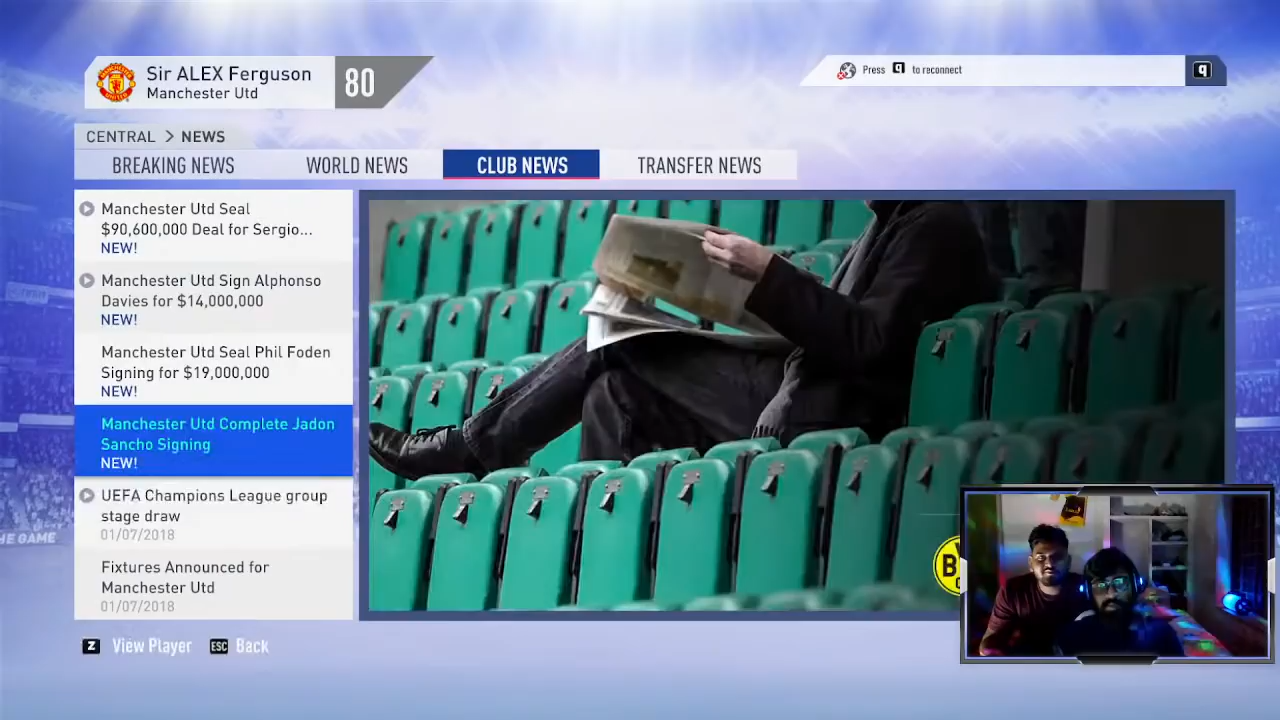 Sir ALEX Ferguson
Manchester Utd
80
Press q to reconnect
q
CENTRAL > NEWS
BREAKING NEWS
WORLD NEWS
CLUB NEWS
TRANSFER NEWS
Manchester Utd Seal
$90,600,000 Deal for Sergio...
NEW!
Manchester Utd Sign Alphonso
Davies for $14,000,000
NEW!
Manchester Utd Seal Phil Foden
Signing for $19,000,000
NEW!
Manchester Utd Complete Jadon
Sancho Signing
NEW!
UEFA Champions League group
stage draw
01/07/2018
Fixtures Announced for
Manchester Utd
01/07/2018
HE GAME
Z View Player
ESC Back